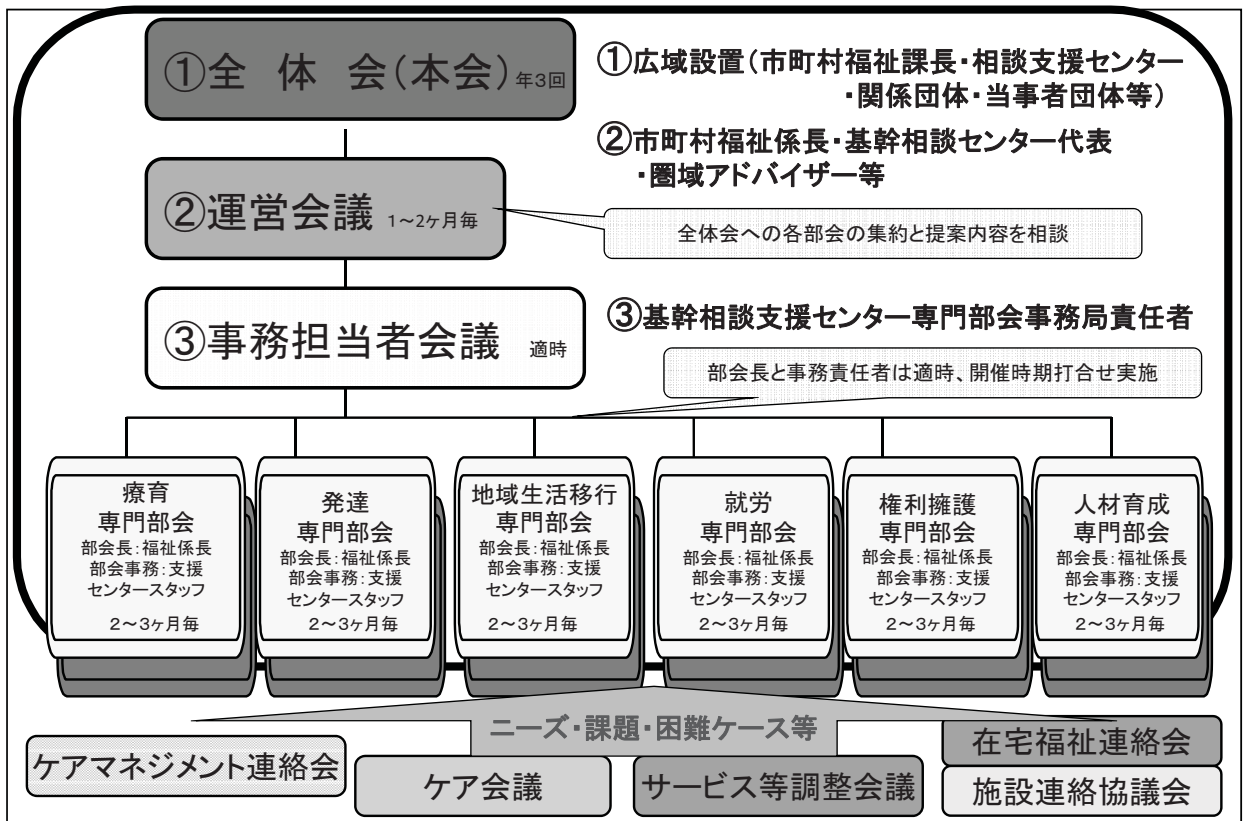 ①全 体 会(本会) 年3回
①広域設置(市町村福祉課長・相談支援センター
・関係団体・当事者団体等)
②市町村福祉係長・基幹相談センター代表
・圏域アドバイザー等
②運営会議 1～2ヶ月毎
全体会への各部会の集約と提案内容を相談
③事務担当者会議 適時
③基幹相談支援センター専門部会事務局責任者
部会長と事務責任者は適時、開催時期打合せ実施
療育
専門部会
部会長:福祉係長
部会事務:支援
センタースタッフ
2～3ヶ月毎
発達
専門部会
部会長:福祉係長
部会事務:支援
センタースタッフ
2～3ヶ月毎
地域生活移行
専門部会
部会長:福祉係長
部会事務:支援
センタースタッフ
2～3ヶ月毎
就労
専門部会
部会長:福祉係長
部会事務:支援
センタースタッフ
2～3ヶ月毎
権利擁護
専門部会
部会長:福祉係長
部会事務:支援
センタースタッフ
2～3ヶ月毎
人材育成
専門部会
部会長:福祉係長
部会事務:支援
センタースタッフ
2～3ヶ月毎
ニーズ・課題・困難ケース等
ケアマネジメント連絡会
ケア会議
サービス等調整会議
在宅福祉連絡会
施設連絡協議会